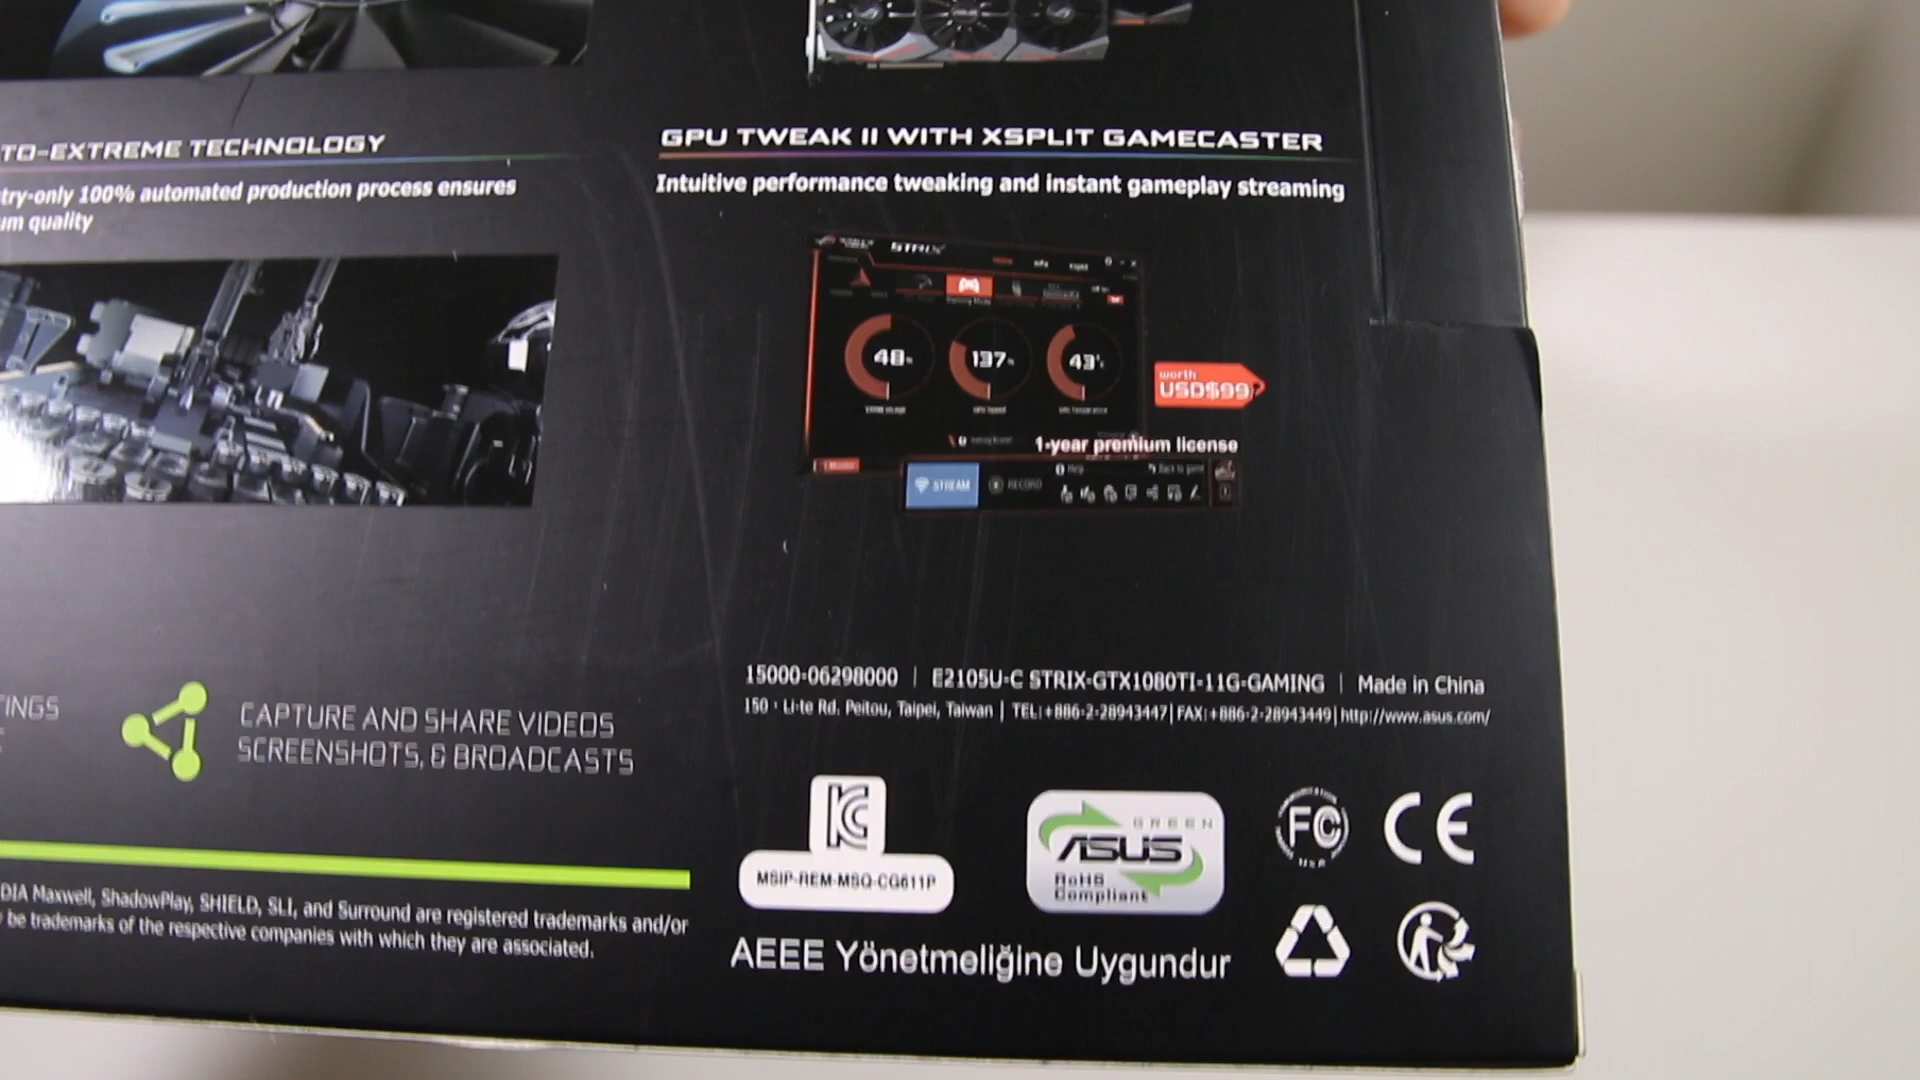 TO-EXTREME TECHNOLOGY
try-only 100% automated production process ensures
um quality
GPU TWEAK II WITH XSPLIT GAMECASTER
Intuitive performance tweaking and instant gameplay streaming
STRIX
48%
137%
43°C
worth
USD$99
1-year premium license
Help
Back to game
STREAM
RECORD
TINGS
CAPTURE AND SHARE VIDEOS
SCREENSHOTS, & BROADCASTS
15000-06298000 | E2105U-C STRIX-GTX1080TI-11G-GAMING | Made in China
150 · Li-te Rd. Peitou, Taipei, Taiwan | TEL:+886-2-28943447| FAX:+886-2-28943449| http://www.asus.com/
MSIP-REM-MSQ-CG611P
GREEN
ASUS
RoHS
Compliant
FC
CE
DIA Maxwell, ShadowPlay, SHIELD, SLI, and Surround are registered trademarks and/or
be trademarks of the respective companies with which they are associated.
AEEE Yönetmeliğine Uygundur